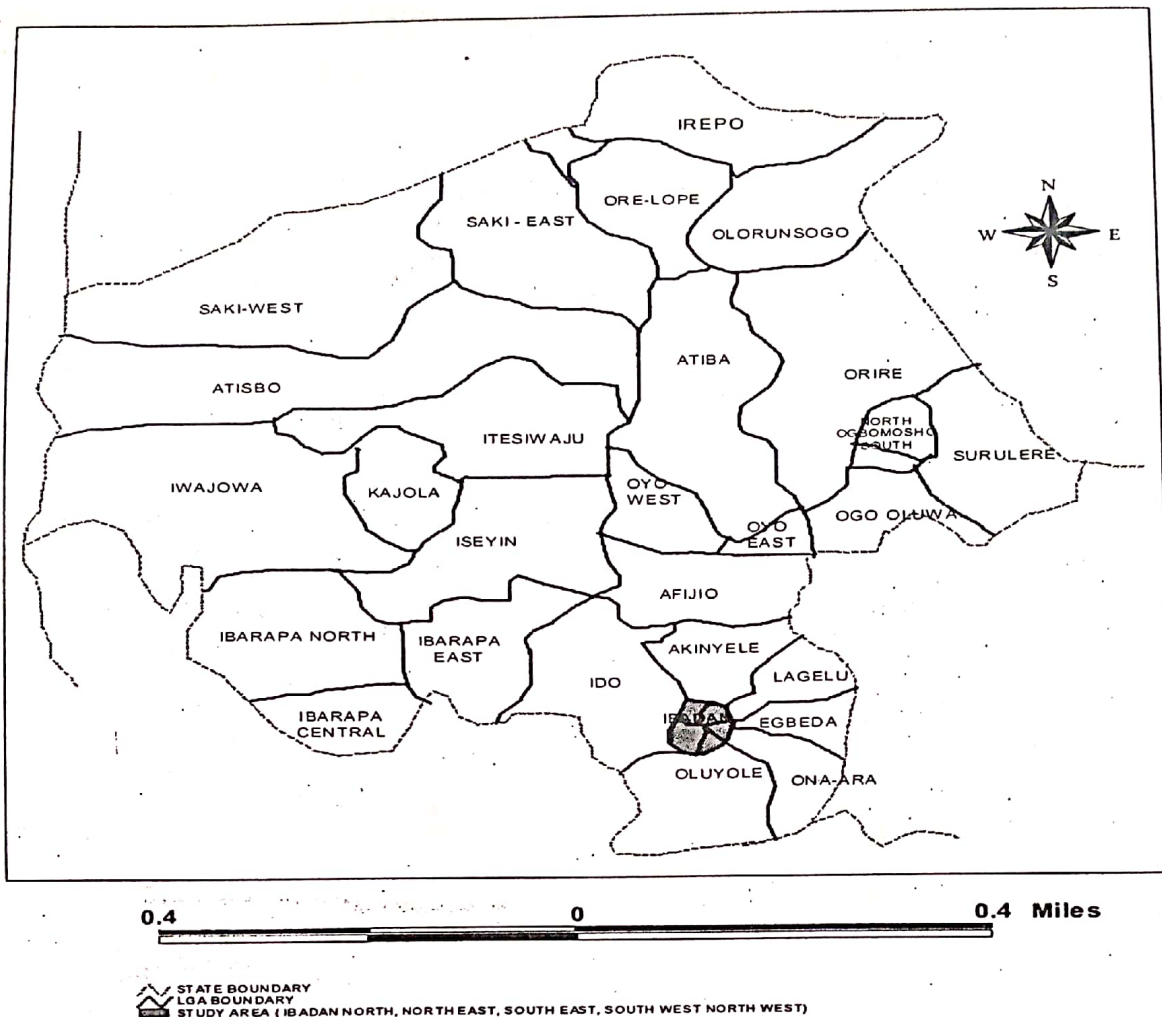 IREPO
N
ORE-LOPE
SAKI - EAST
OLORUNSOGO
W
E
S
SAKI-WEST
ATIBA
ORIRE
ATISBO
NORTH
OGBOMOSHO
SOUTH
ITESIWAJU
SURULERE
IWAJOWA
KAJOLA
OYO
WEST
OGO OLUWA
OYO
EAST
ISEYIN
AFIJIO
IBARAPA NORTH
IBARAPA
EAST
AKINYELE
LAGELU
IDO
IBARAPA
CENTRAL
IBADAN
EGBEDA
OLUYOLE
ONA-ARA
0.4
0
0.4 Miles
STATE BOUNDARY
LGA BOUNDARY
STUDY AREA ( IBADAN NORTH, NORTH EAST, SOUTH EAST, SOUTH WEST NORTH WEST)